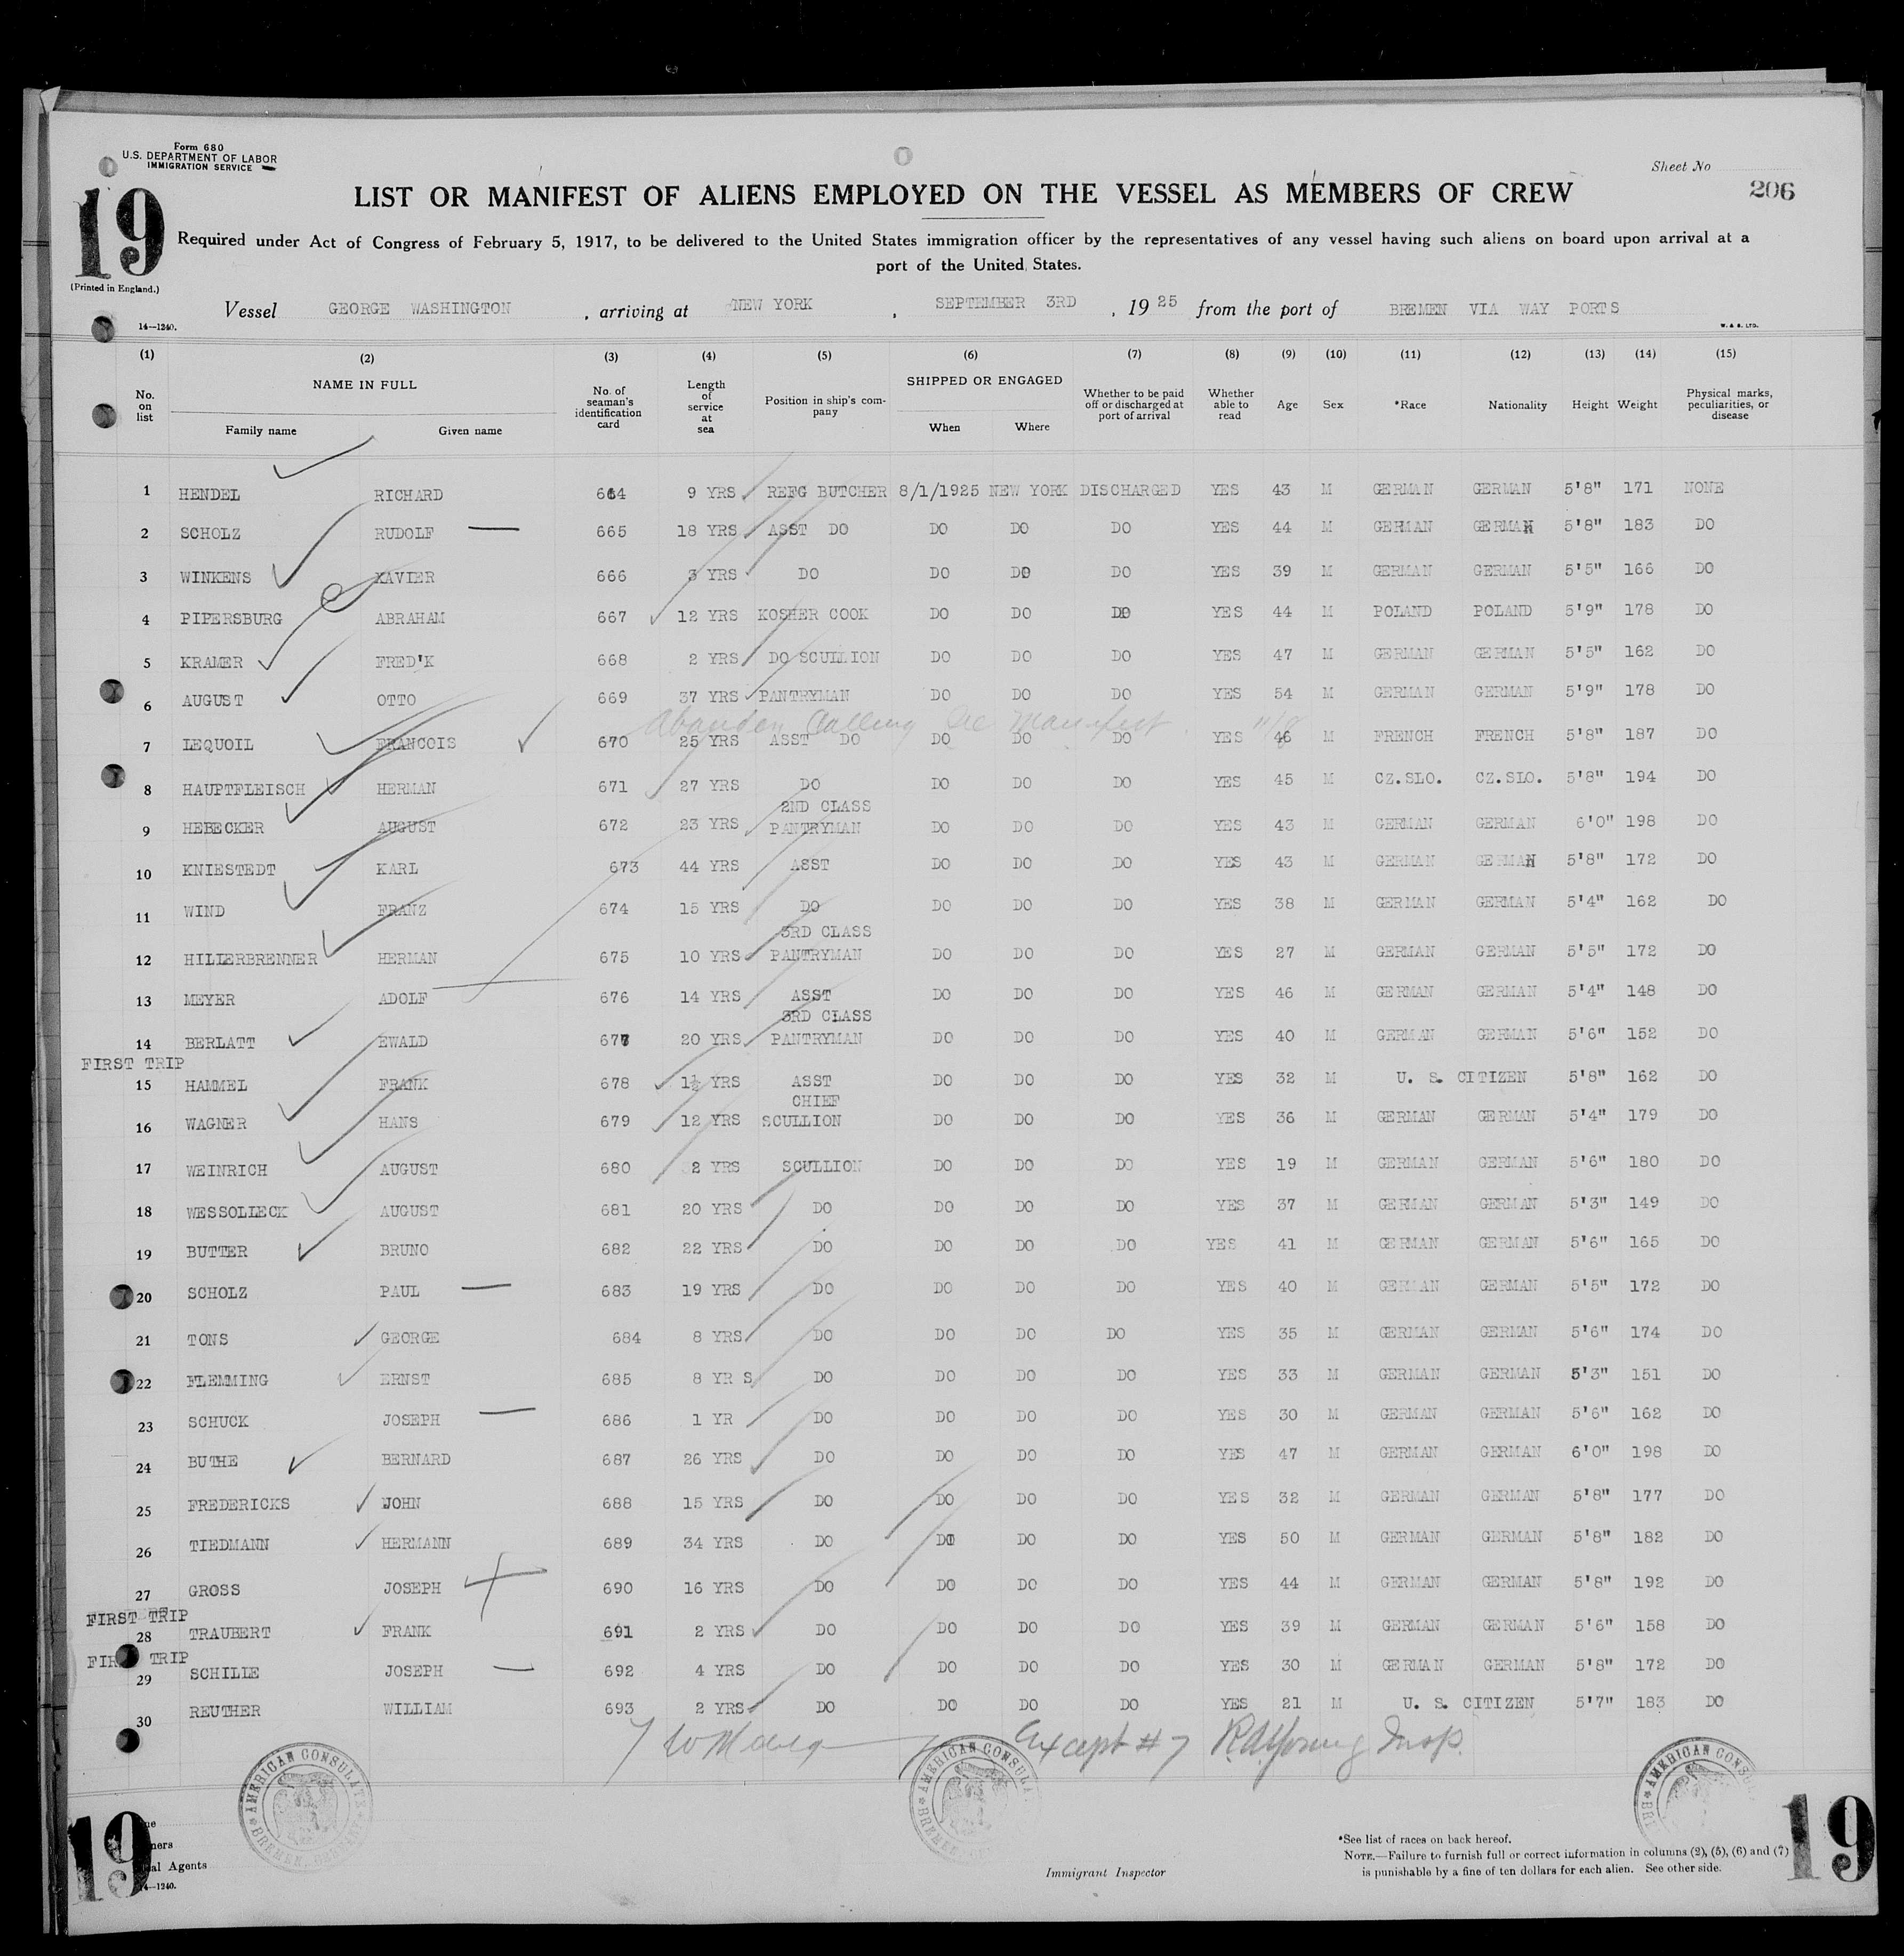 Form 680
U.S. DEPARTMENT OF LABOR
IMMIGRATION SERVICE
Sheet No
206
19
LIST OR MANIFEST OF ALIENS EMPLOYED ON THE VESSEL AS MEMBERS OF CREW
Required under Act of Congress of February 5, 1917, to be delivered to the United States immigration officer by the representatives of any vessel having such aliens on board upon arrival at a
port of the United States.
(Printed in England.)
Vessel GEORGE WASHINGTON , arriving at NEW YORK , SEPTEMBER 3RD , 1925 from the port of BREMEN VIA WAY PORTS
14—1240.
W. & S. LTD.
(1) (2) (3) (4) (5) (6) (7) (8) (9) (10) (11) (12) (13) (14) (15)
No. on list NAME IN FULL Family name Given name No. of seaman's identification card Length of service at sea Position in ship's company SHIPPED OR ENGAGED When Where Whether to be paid off or discharged at port of arrival Whether able to read Age Sex *Race Nationality Height Weight Physical marks, peculiarities, or disease
1 HENDEL RICHARD 664 9 YRS REFG BUTCHER 8/1/1925 NEW YORK DISCHARGED YES 43 M GERMAN GERMAN 5'8" 171 NONE
2 SCHOLZ RUDOLF 665 18 YRS ASST DO DO DO DO YES 44 M GERMAN GERMAN 5'8" 183 DO
3 WINKENS XAVIER 666 3 YRS DO DO DO DO YES 39 M GERMAN GERMAN 5'5" 166 DO
4 PIPERSBURG ABRAHAM 667 12 YRS KOSHER COOK DO DO DO YES 44 M POLAND POLAND 5'9" 178 DO
5 KRAMER FRED'K 668 2 YRS DO SCULLION DO DO DO YES 47 M GERMAN GERMAN 5'5" 162 DO
6 AUGUST OTTO 669 37 YRS PANTRYMAN DO DO DO YES 54 M GERMAN GERMAN 5'9" 178 DO
Manifest
7 LEQUOIL FRANCOIS 670 25 YRS ASST DO DO DO DO YES 46 M FRENCH FRENCH 5'8" 187 DO
8 HAUPTFLEISCH HERMAN 671 27 YRS DO DO DO DO YES 45 M CZ.SLO. CZ.SLO. 5'8" 194 DO
9 HEBECKER AUGUST 672 23 YRS 2ND CLASS PANTRYMAN DO DO DO YES 43 M GERMAN GERMAN 6'0" 198 DO
10 KNIESTEDT KARL 673 44 YRS ASST DO DO DO YES 43 M GERMAN GERMAN 5'8" 172 DO
11 WIND FRANZ 674 15 YRS DO DO DO DO YES 38 M GERMAN GERMAN 5'4" 162 DO
12 HILLERBRENNER HERMAN 675 10 YRS 3RD CLASS PANTRYMAN DO DO DO YES 27 M GERMAN GERMAN 5'5" 172 DO
13 MEYER ADOLF 676 14 YRS ASST DO DO DO YES 46 M GERMAN GERMAN 5'4" 148 DO
14 BERLATT EWALD 677 20 YRS 3RD CLASS PANTRYMAN DO DO DO YES 40 M GERMAN GERMAN 5'6" 152 DO
FIRST TRIP
15 HAMMEL FRANK 678 1½ YRS ASST DO DO DO YES 32 M U. S. CITIZEN 5'8" 162 DO
16 WAGNER HANS 679 12 YRS CHIEF SCULLION DO DO DO YES 36 M GERMAN GERMAN 5'4" 179 DO
17 WEINRICH AUGUST 680 2 YRS SCULLION DO DO DO YES 19 M GERMAN GERMAN 5'6" 180 DO
18 WESSOLLECK AUGUST 681 20 YRS DO DO DO DO YES 37 M GERMAN GERMAN 5'3" 149 DO
19 BUTTER BRUNO 682 22 YRS DO DO DO DO YES 41 M GERMAN GERMAN 5'6" 165 DO
20 SCHOLZ PAUL 683 19 YRS DO DO DO DO YES 40 M GERMAN GERMAN 5'5" 172 DO
21 TONS GEORGE 684 8 YRS DO DO DO DO YES 35 M GERMAN GERMAN 5'6" 174 DO
22 FLEMMING ERNST 685 8 YR S DO DO DO DO YES 33 M GERMAN GERMAN 5'3" 151 DO
23 SCHUCK JOSEPH 686 1 YR DO DO DO DO YES 30 M GERMAN GERMAN 5'6" 162 DO
24 BUTHE BERNARD 687 26 YRS DO DO DO DO YES 47 M GERMAN GERMAN 6'0" 198 DO
25 FREDERICKS JOHN 688 15 YRS DO DO DO DO YES 32 M GERMAN GERMAN 5'8" 177 DO
26 TIEDMANN HERMANN 689 34 YRS DO DO DO DO YES 50 M GERMAN GERMAN 5'8" 182 DO
27 GROSS JOSEPH 690 16 YRS DO DO DO DO YES 44 M GERMAN GERMAN 5'8" 192 DO
FIRST TRIP
28 TRAUBERT FRANK 691 2 YRS DO DO DO DO YES 39 M GERMAN GERMAN 5'6" 158 DO
FIRST TRIP
29 SCHILLE JOSEPH 692 4 YRS DO DO DO DO YES 30 M GERMAN GERMAN 5'8" 172 DO
30 REUTHER WILLIAM 693 2 YRS DO DO DO DO YES 21 M U. S. CITIZEN 5'7" 183 DO
Except #7 Insp.
AMERICAN CONSULATE BREMEN, GERMANY
AMERICAN CONSULA BREMEN
AMERICAN CONSU
19
19
al Agents
14—1240.
Immigrant Inspector
*See list of races on back hereof.
NOTE.—Failure to furnish full or correct information in columns (2), (5), (6) and (7)
is punishable by a fine of ten dollars for each alien. See other side.